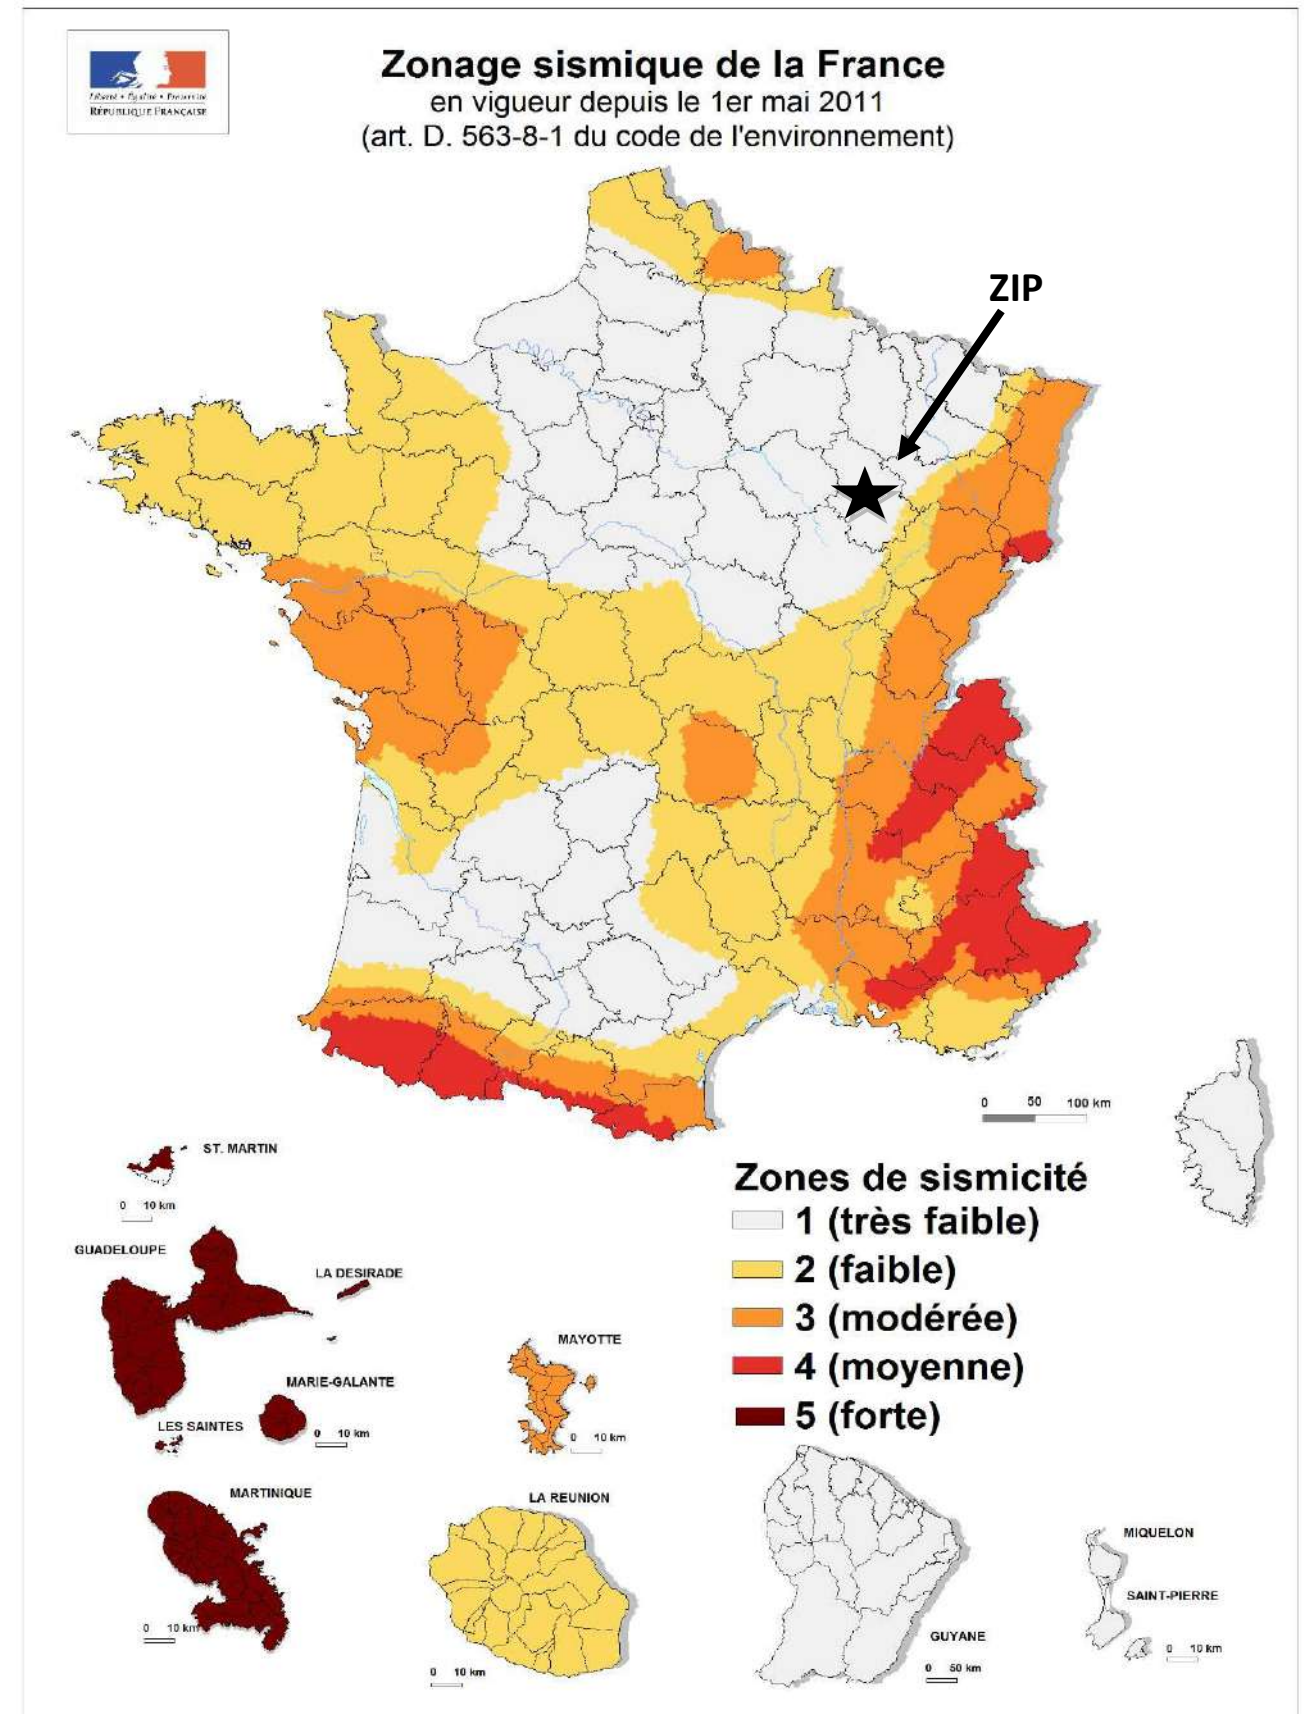 Liberté • Égalité • Fraternité
RÉPUBLIQUE FRANÇAISE
Zonage sismique de la France
en vigueur depuis le 1er mai 2011
(art. D. 563-8-1 du code de l'environnement)
ZIP
0 50 100 km
ST. MARTIN
0 10 km
GUADELOUPE
LA DESIRADE
MARIE-GALANTE
0 10 km
LES SAINTES
MAYOTTE
0 10 km
Zones de sismicité
1 (très faible)
2 (faible)
3 (modérée)
4 (moyenne)
5 (forte)
MARTINIQUE
0 10 km
LA REUNION
0 10 km
GUYANE
0 50 km
MIQUELON
SAINT-PIERRE
0 10 km